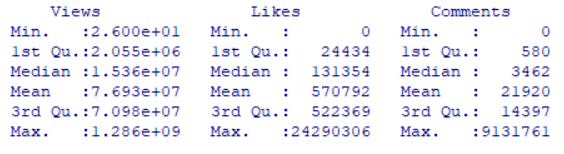 Views Likes Comments
Min. :2.600e+01 Min. : 0 Min. : 0
1st Qu.:2.055e+06 1st Qu.: 24434 1st Qu.: 580
Median :1.536e+07 Median : 131354 Median : 3462
Mean :7.693e+07 Mean : 570792 Mean : 21920
3rd Qu.:7.098e+07 3rd Qu.: 522369 3rd Qu.: 14397
Max. :1.286e+09 Max. :24290306 Max. :9131761